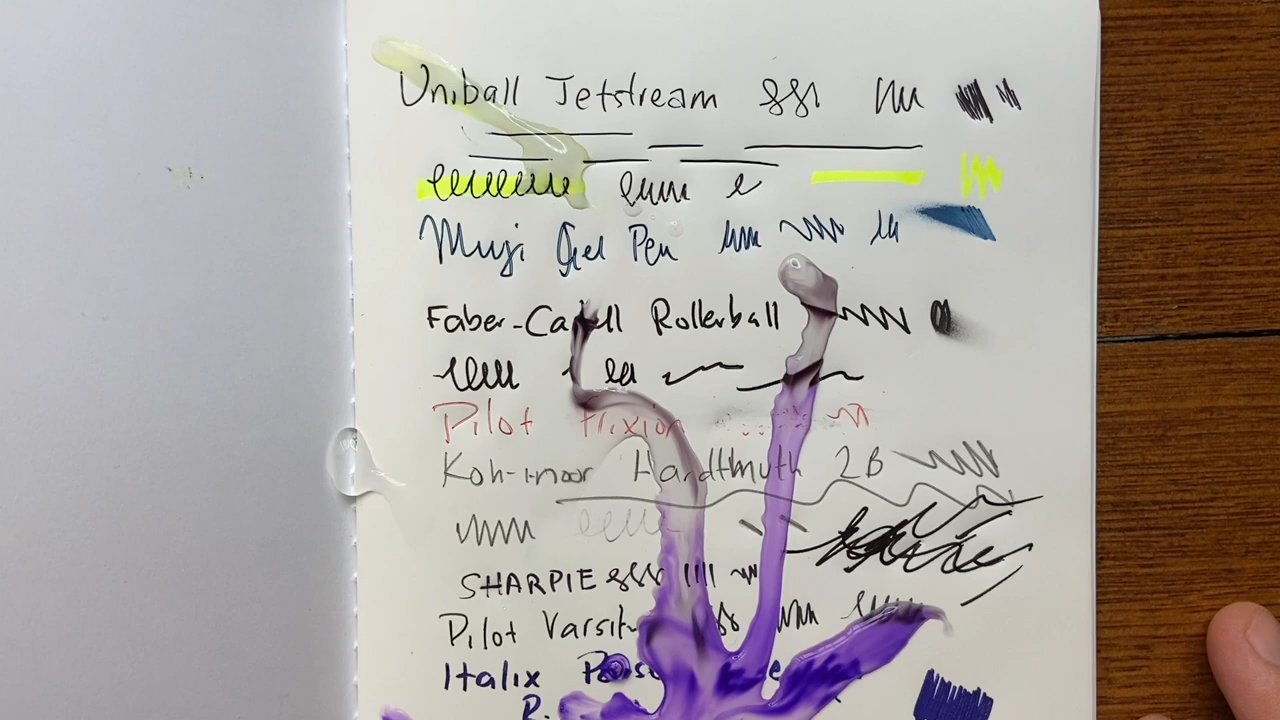 Uniball Jetstream
Muji Gel Pen
Faber-Castell Rollerball
Pilot frixion
Koh-i-noor Hardtmuth 2B
SHARPIE
Pilot Varsity
Italix